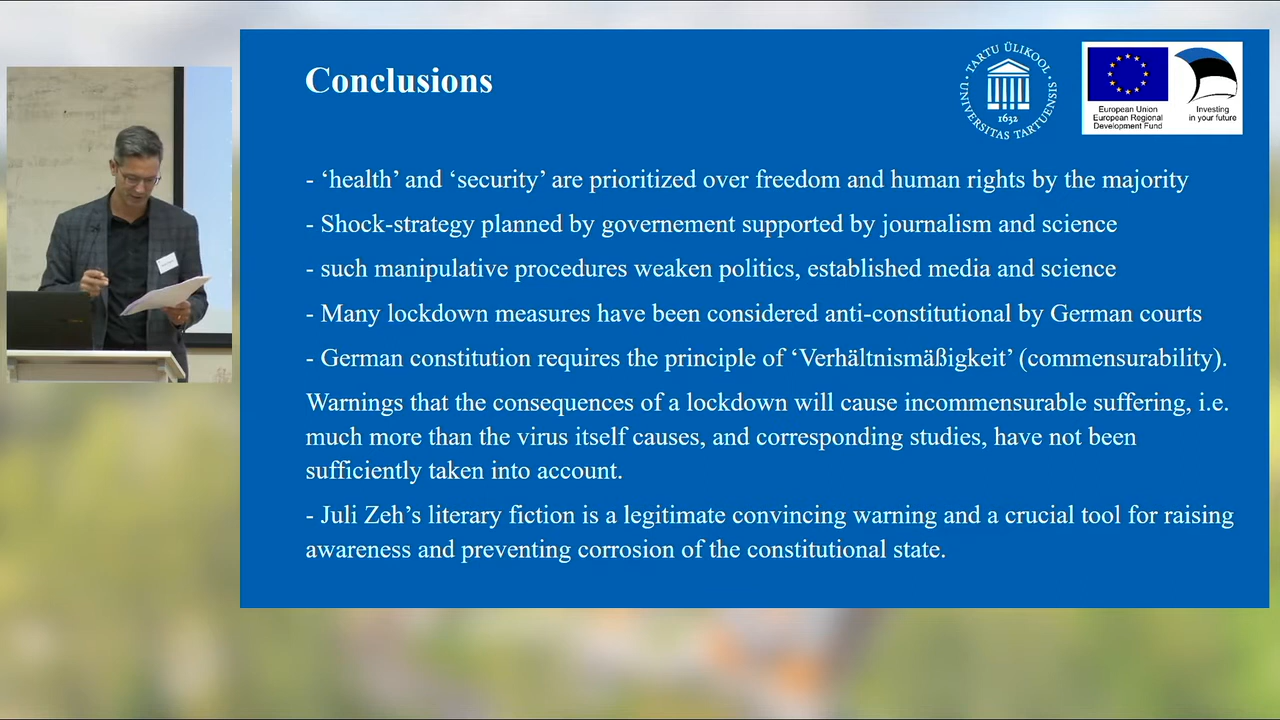 Conclusions
TARTU ÜLIKOOL
UNIVERSITAS TARTUENSIS
1632
European Union
European Regional
Development Fund
Investing
in your future
- ‘health’ and ‘security’ are prioritized over freedom and human rights by the majority
- Shock-strategy planned by governement supported by journalism and science
- such manipulative procedures weaken politics, established media and science
- Many lockdown measures have been considered anti-constitutional by German courts
- German constitution requires the principle of ‘Verhältnismäßigkeit’ (commensurability).
Warnings that the consequences of a lockdown will cause incommensurable suffering, i.e.
much more than the virus itself causes, and corresponding studies, have not been
sufficiently taken into account.
- Juli Zeh’s literary fiction is a legitimate convincing warning and a crucial tool for raising
awareness and preventing corrosion of the constitutional state.